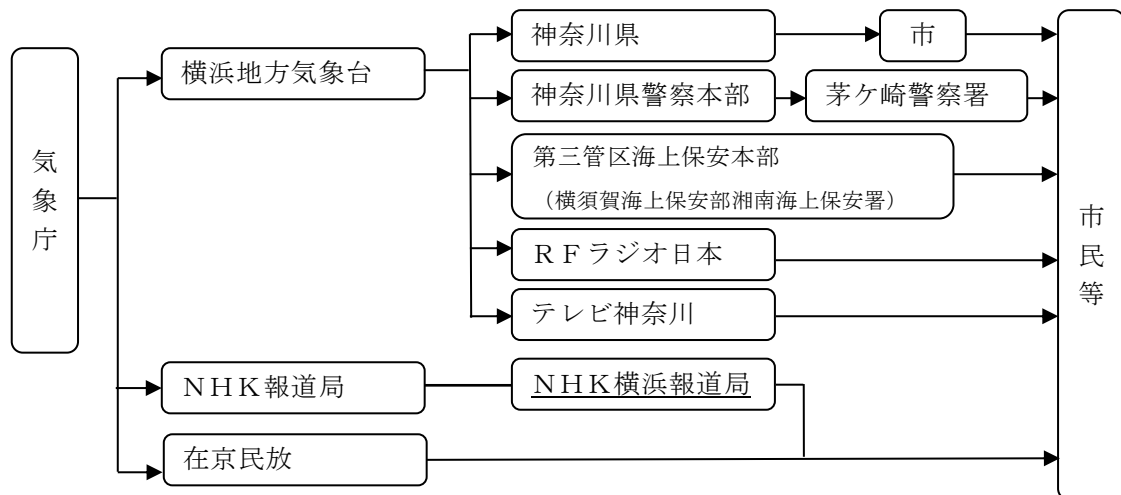 気象庁
横浜地方気象台
神奈川県
市
神奈川県警察本部
茅ケ崎警察署
第三管区海上保安本部
（横須賀海上保安部湘南海上保安署）
ＲＦラジオ日本
テレビ神奈川
ＮＨＫ報道局
ＮＨＫ横浜報道局
在京民放
市民等